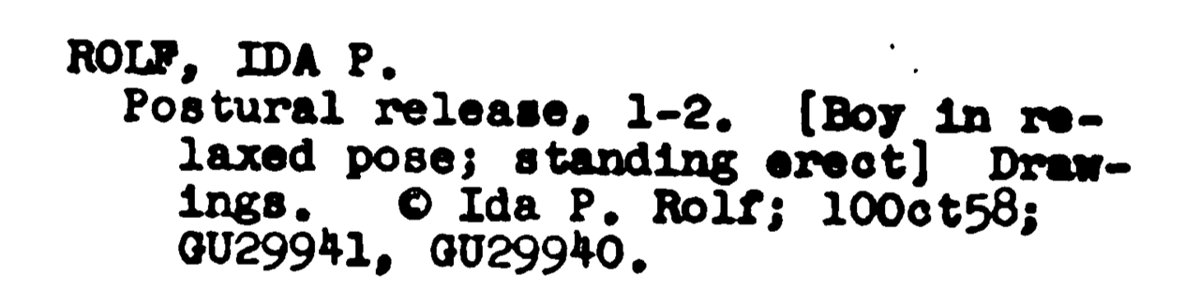 ROLF, IDA P.
Postural release, 1-2. [Boy in re-
laxed pose; standing erect] Draw-
ings. © Ida P. Rolf; 10Oct58;
GU29941, GU29940.